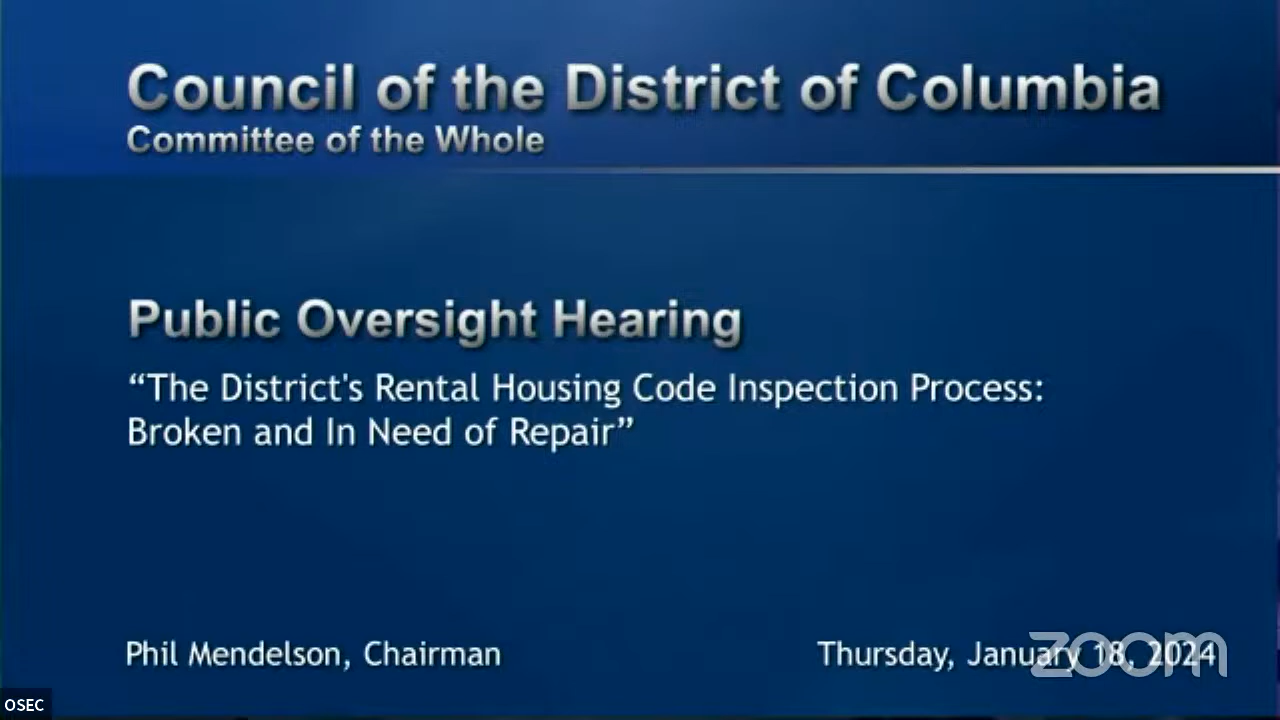 Council of the District of Columbia
Committee of the Whole
Public Oversight Hearing
“The District's Rental Housing Code Inspection Process:
Broken and In Need of Repair”
Phil Mendelson, Chairman
Thursday, January 18, 2024
zoom
OSEC